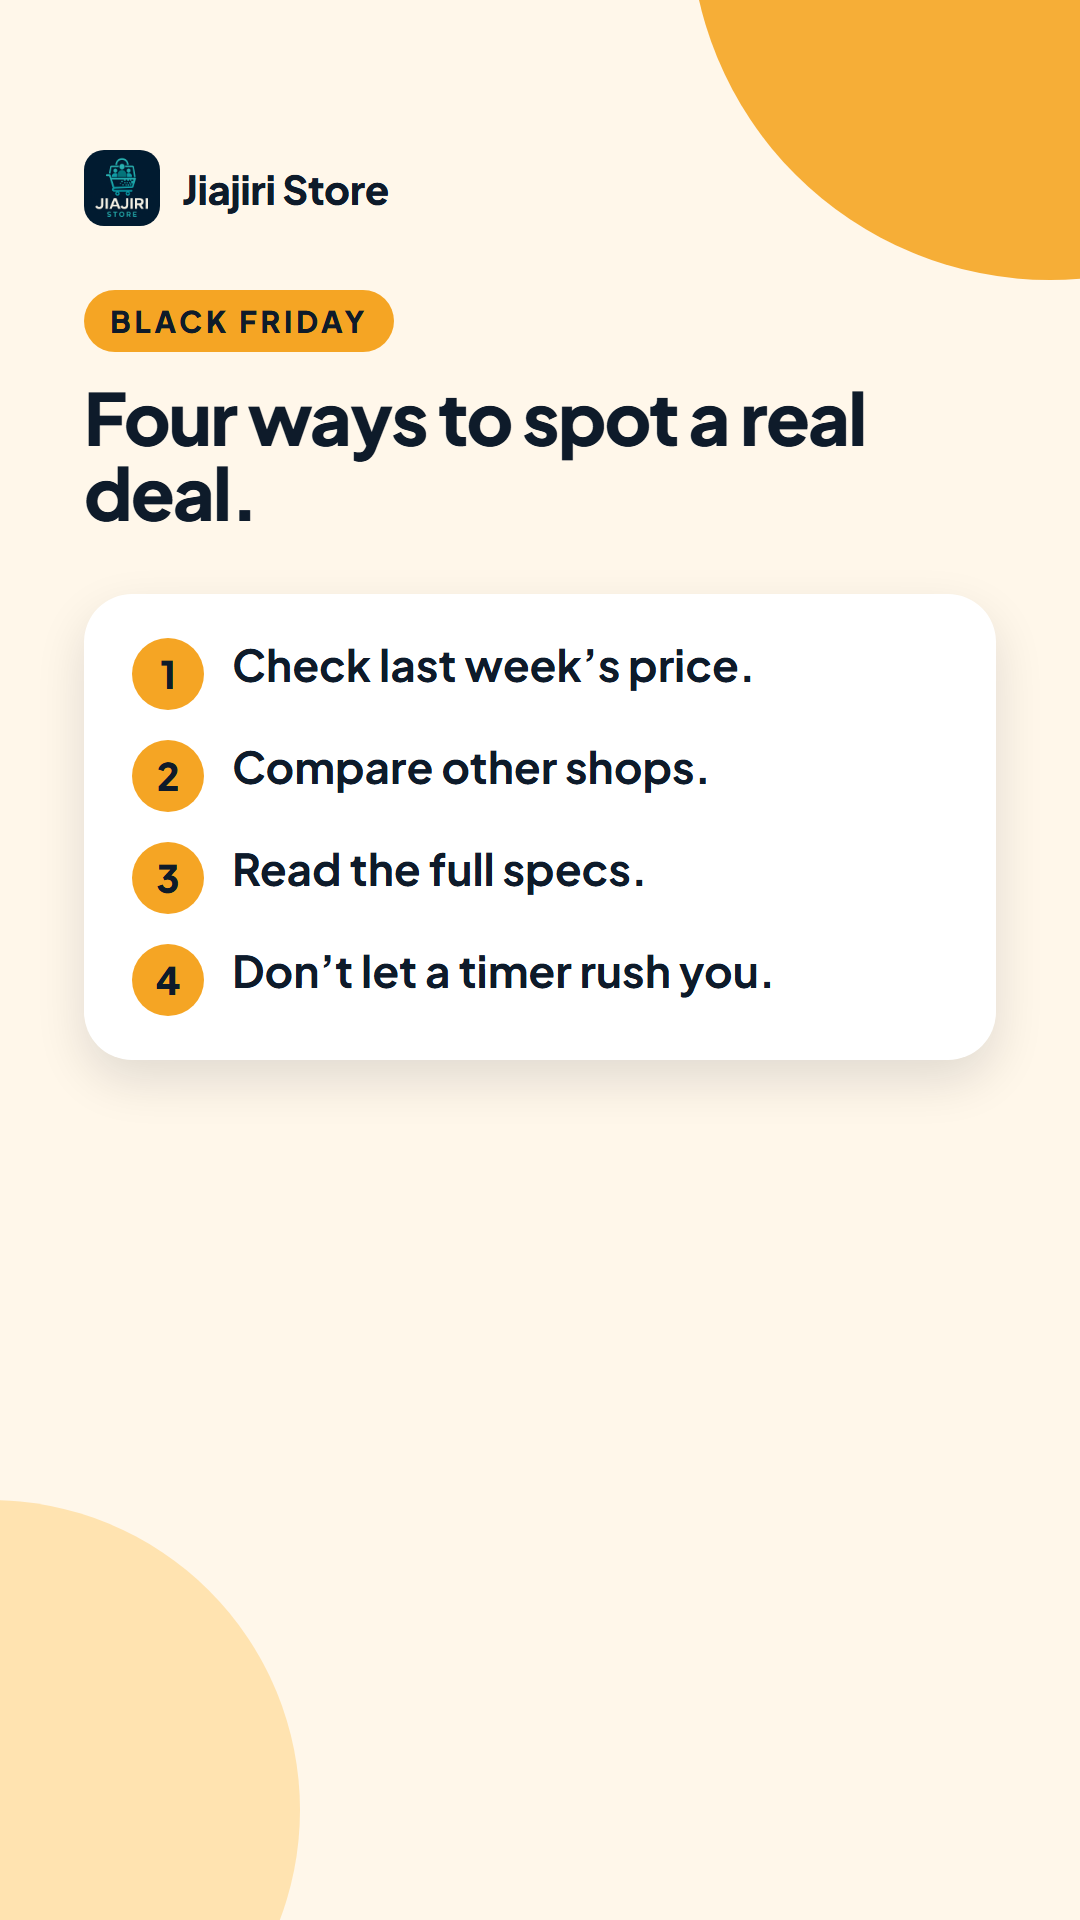 JIAJIRI
STORE
Jiajiri Store
BLACK FRIDAY
Four ways to spot a real
deal.
1 Check last week’s price.
2 Compare other shops.
3 Read the full specs.
4 Don’t let a timer rush you.